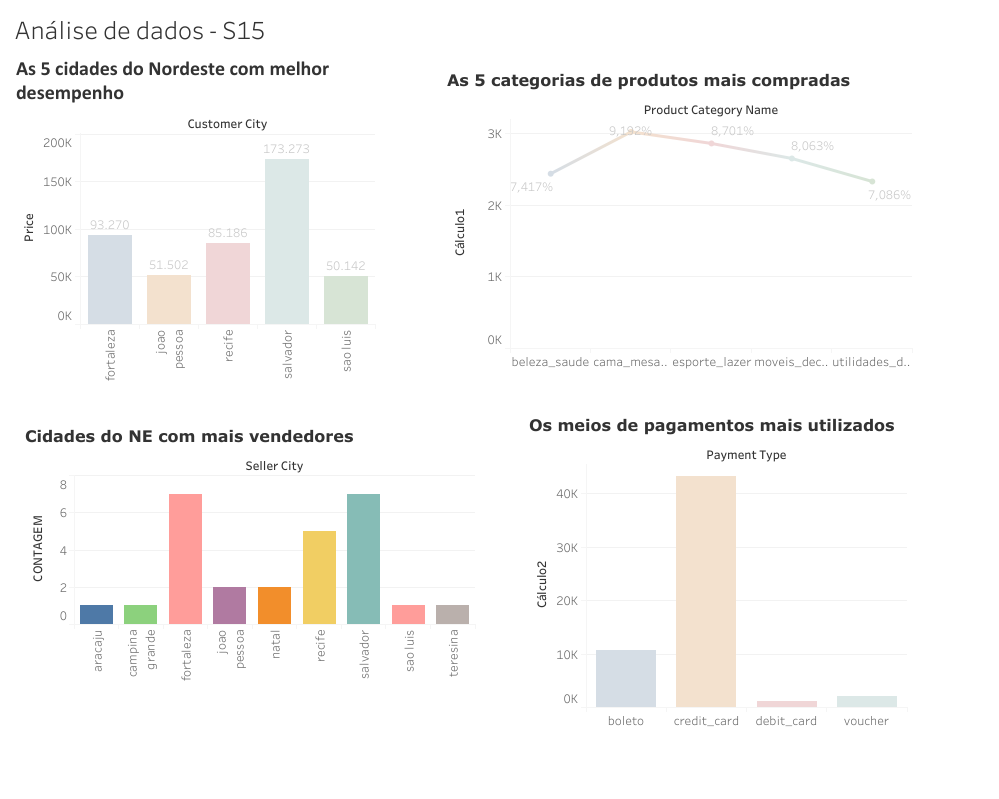 Análise de dados - S15
As 5 cidades do Nordeste com melhor
desempenho
Customer City
Price
200K
150K
100K
50K
0K
93.270
51.502
85.186
173.273
50.142
fortaleza
joao
pessoa
recife
salvador
sao luis
As 5 categorias de produtos mais compradas
Product Category Name
Cálculo1
3K
2K
1K
0K
7,417%
9,192%
8,701%
8,063%
7,086%
beleza_saude
cama_mesa..
esporte_lazer
moveis_dec..
utilidades_d..
Cidades do NE com mais vendedores
Seller City
CONTAGEM
8
6
4
2
0
aracaju
campina
grande
fortaleza
joao
pessoa
natal
recife
salvador
sao luis
teresina
Os meios de pagamentos mais utilizados
Payment Type
Cálculo2
40K
30K
20K
10K
0K
boleto
credit_card
debit_card
voucher